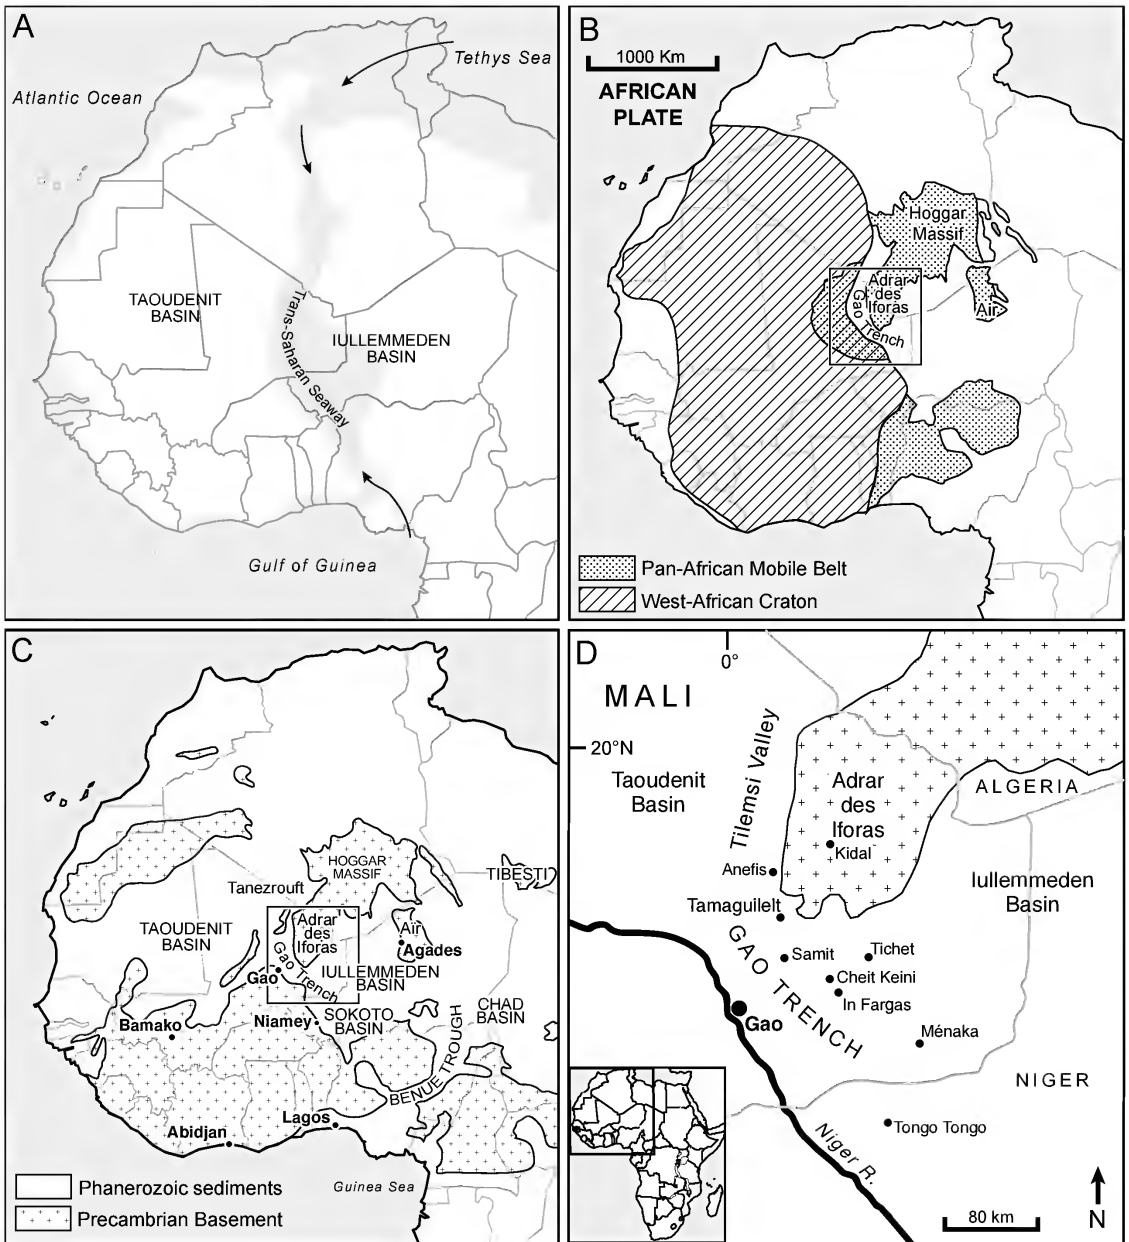 A
Tethys Sea
Atlantic Ocean
TAOUDENIT
BASIN
Trans-Saharan Seaway
IULLEMMEDEN
BASIN
Gulf of Guinea
B
1000 Km
AFRICAN
PLATE
Hoggar
Massif
Adrar
des
Iforas
Gao Trench
Air
Pan-African Mobile Belt
West-African Craton
C
HOGGAR
MASSIF
TIBESTI
Tanezrouft
TAOUDENIT
BASIN
Adrar
des
Iforas
Air
Agades
Gao Trench
Gao
IULLEMMEDEN
BASIN
CHAD
BASIN
Bamako
Niamey
SOKOTO
BASIN
BENUE TROUGH
Lagos
Abidjan
Guinea Sea
Phanerozoic sediments
Precambrian Basement
D
0°
MALI
20°N
Tilemsi Valley
Taoudenit
Basin
Adrar
des
Iforas
Kidal
ALGERIA
Anefis
Iullemmeden
Basin
Tamaguilelt
GAO TRENCH
Samit
Tichet
Cheit Keini
In Fargas
Gao
Ménaka
NIGER
Tongo Tongo
Niger R.
80 km
N